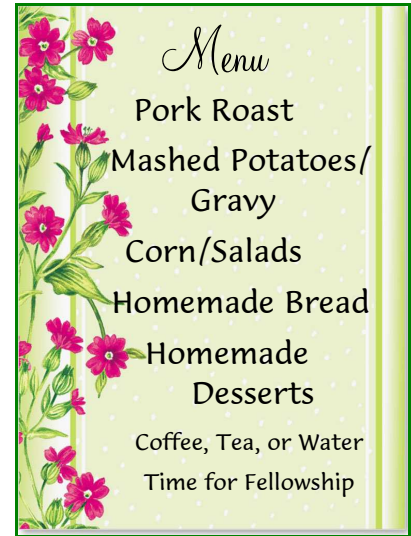 Menu
Pork Roast
Mashed Potatoes/
Gravy
Corn/Salads
Homemade Bread
Homemade
Desserts
Coffee, Tea, or Water
Time for Fellowship